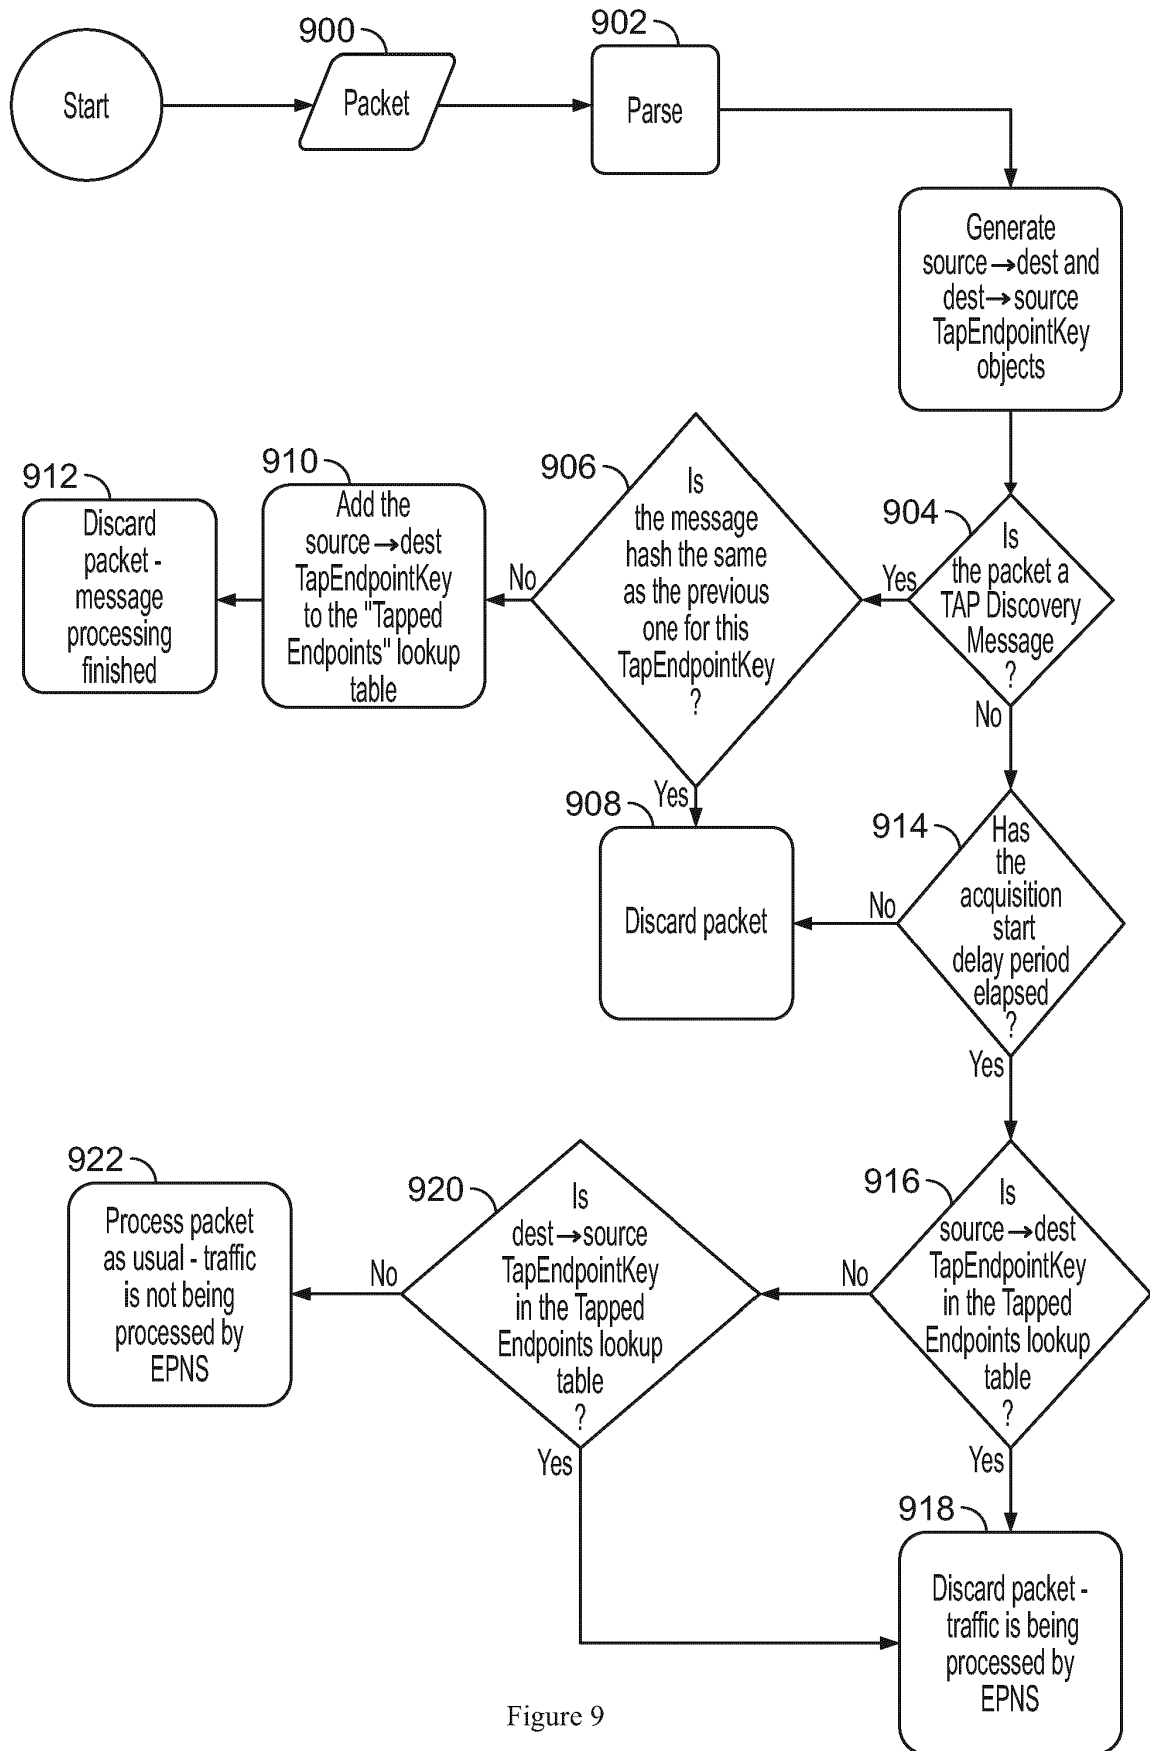 900
902
Start
Packet
Parse
Generate
source→dest and
dest→source
TapEndpointKey
objects
904
Is
the packet a
TAP Discovery
Message
?
Yes
No
906
Is
the message
hash the same
as the previous
one for this
TapEndpointKey
?
No
Yes
910
Add the
source→dest
TapEndpointKey
to the "Tapped
Endpoints" lookup
table
912
Discard
packet -
message
processing
finished
908
Discard packet
914
Has
the
acquisition
start
delay period
elapsed
?
No
Yes
916
Is
source→dest
TapEndpointKey
in the Tapped
Endpoints lookup
table
?
No
Yes
920
Is
dest→source
TapEndpointKey
in the Tapped
Endpoints lookup
table
?
No
Yes
922
Process packet
as usual - traffic
is not being
processed by
EPNS
918
Discard packet -
traffic is being
processed by
EPNS
Figure 9